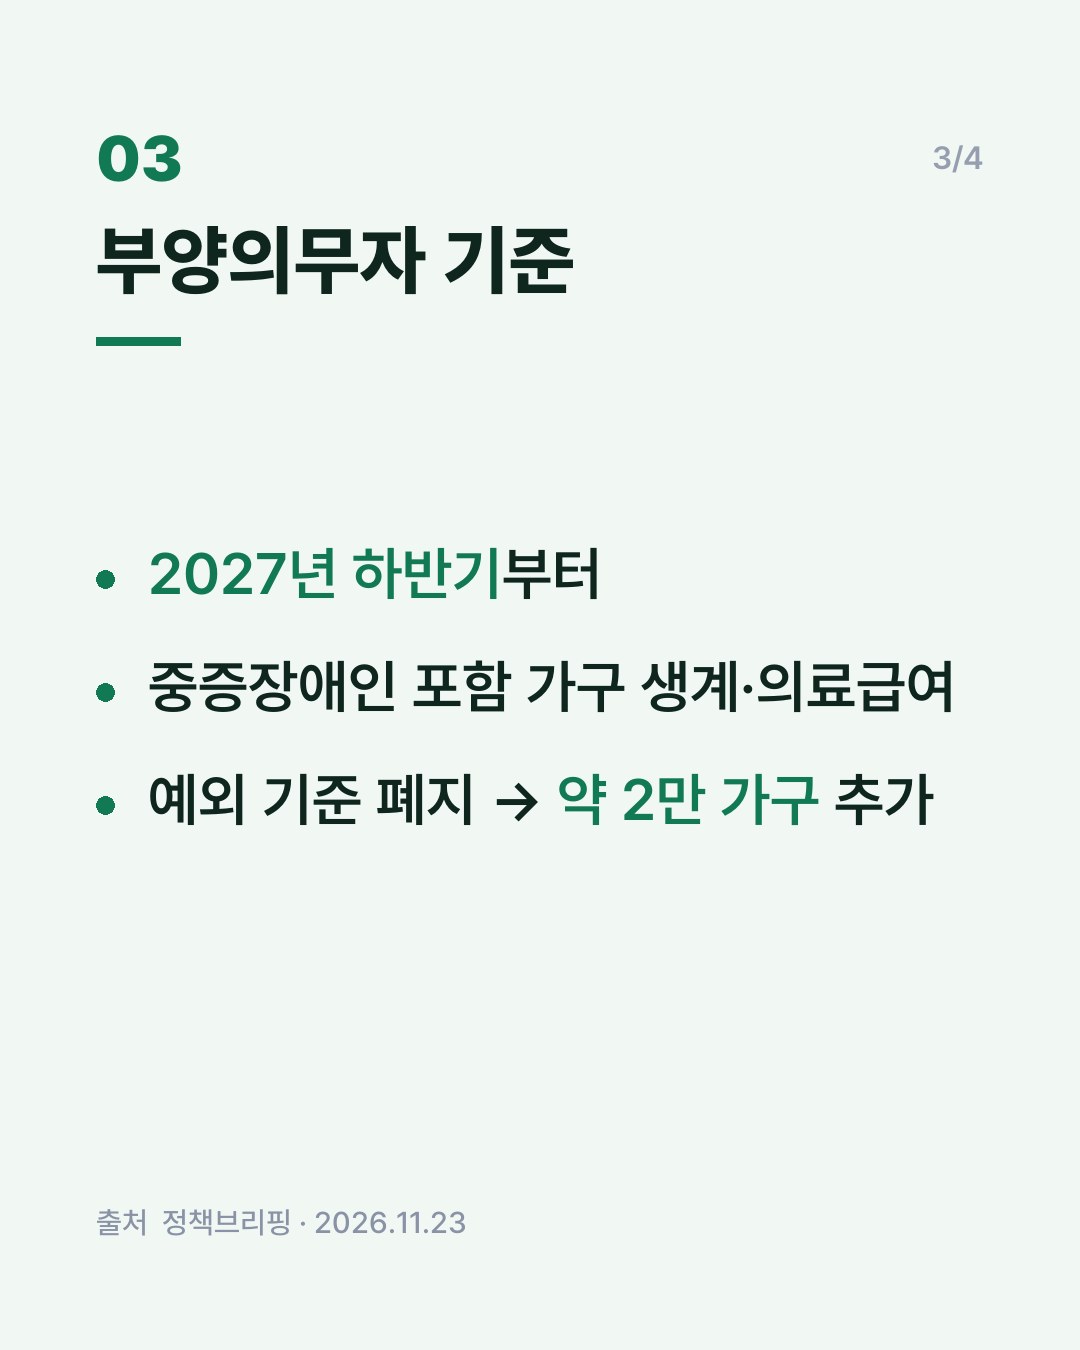 03
3/4
부양의무자 기준
2027년 하반기부터
중증장애인 포함 가구 생계·의료급여
예외 기준 폐지 → 약 2만 가구 추가
출처 정책브리핑 · 2026.11.23